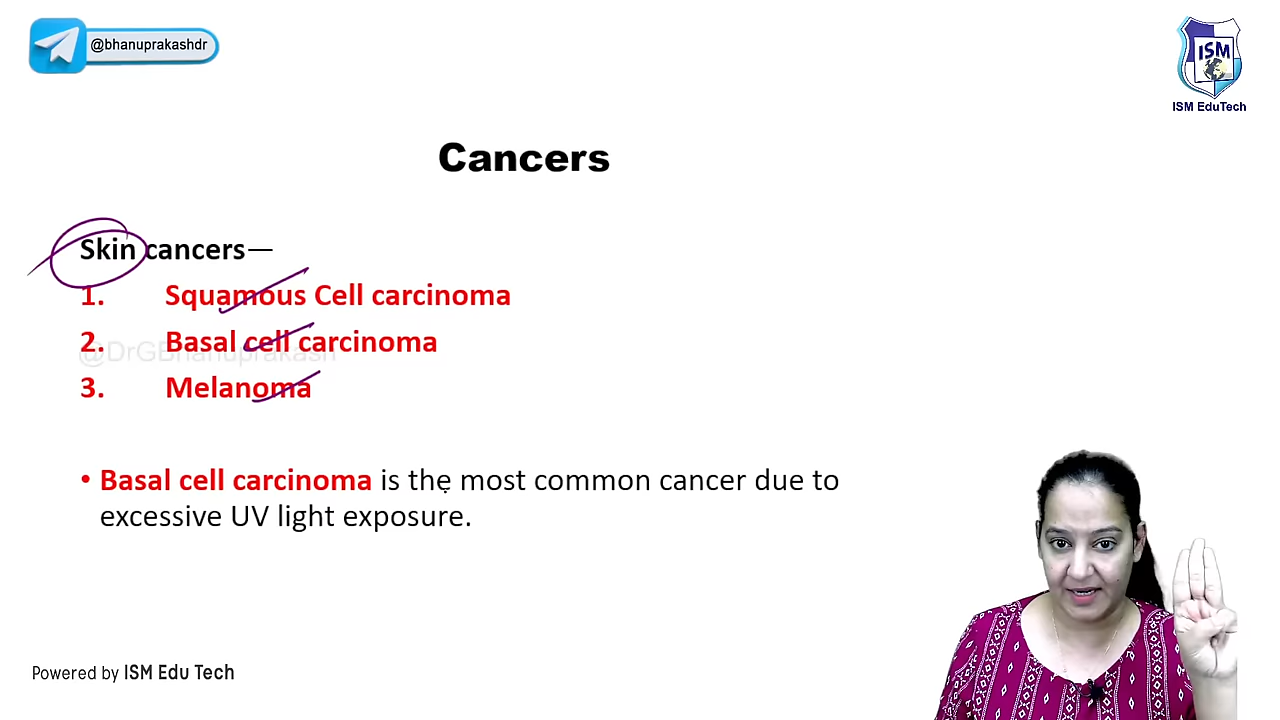 @bhanuprakashdr
ISM
ISM EduTech
Cancers
Skin cancers—
1. Squamous Cell carcinoma
2. Basal cell carcinoma
@DrGBhanuprakash
3. Melanoma
• Basal cell carcinoma is the most common cancer due to
excessive UV light exposure.
Powered by ISM Edu Tech